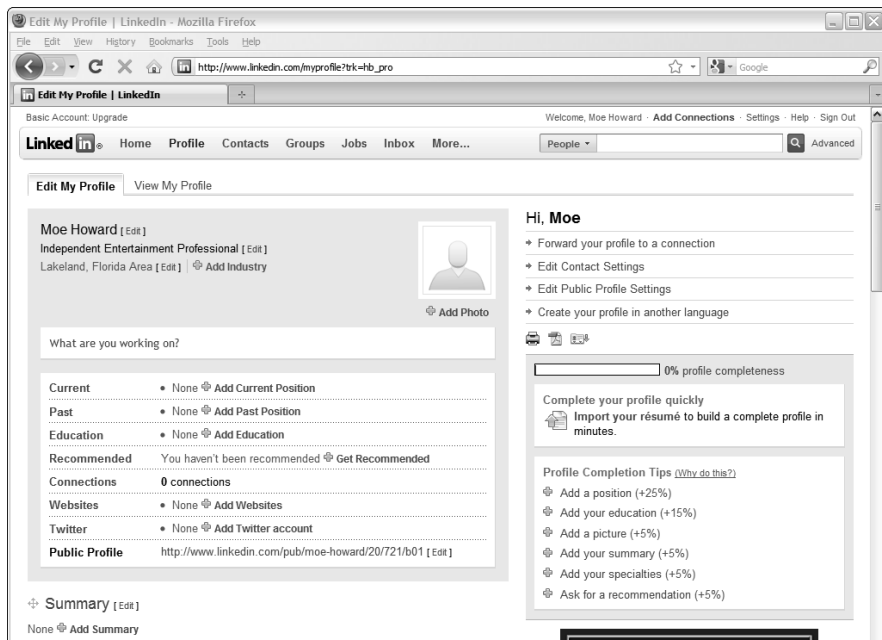 Edit My Profile | LinkedIn - Mozilla Firefox
File Edit View History Bookmarks Tools Help
in http://www.linkedin.com/myprofile?trk=hb_pro Google
in Edit My Profile | LinkedIn
Basic Account: Upgrade Welcome, Moe Howard · Add Connections · Settings · Help · Sign Out
Linked in ® Home Profile Contacts Groups Jobs Inbox More... People Advanced
Edit My Profile View My Profile
Moe Howard [Edit]
Independent Entertainment Professional [Edit]
Lakeland, Florida Area [Edit] | Add Industry
Add Photo
What are you working on?
Current • None Add Current Position
Past • None Add Past Position
Education • None Add Education
Recommended You haven't been recommended Get Recommended
Connections 0 connections
Websites • None Add Websites
Twitter • None Add Twitter account
Public Profile http://www.linkedin.com/pub/moe-howard/20/721/b01 [Edit]
Summary [Edit]
None Add Summary
Hi, Moe
Forward your profile to a connection
Edit Contact Settings
Edit Public Profile Settings
Create your profile in another language
0% profile completeness
Complete your profile quickly
Import your résumé to build a complete profile in
minutes.
Profile Completion Tips (Why do this?)
Add a position (+25%)
Add your education (+15%)
Add a picture (+5%)
Add your summary (+5%)
Add your specialties (+5%)
Ask for a recommendation (+5%)